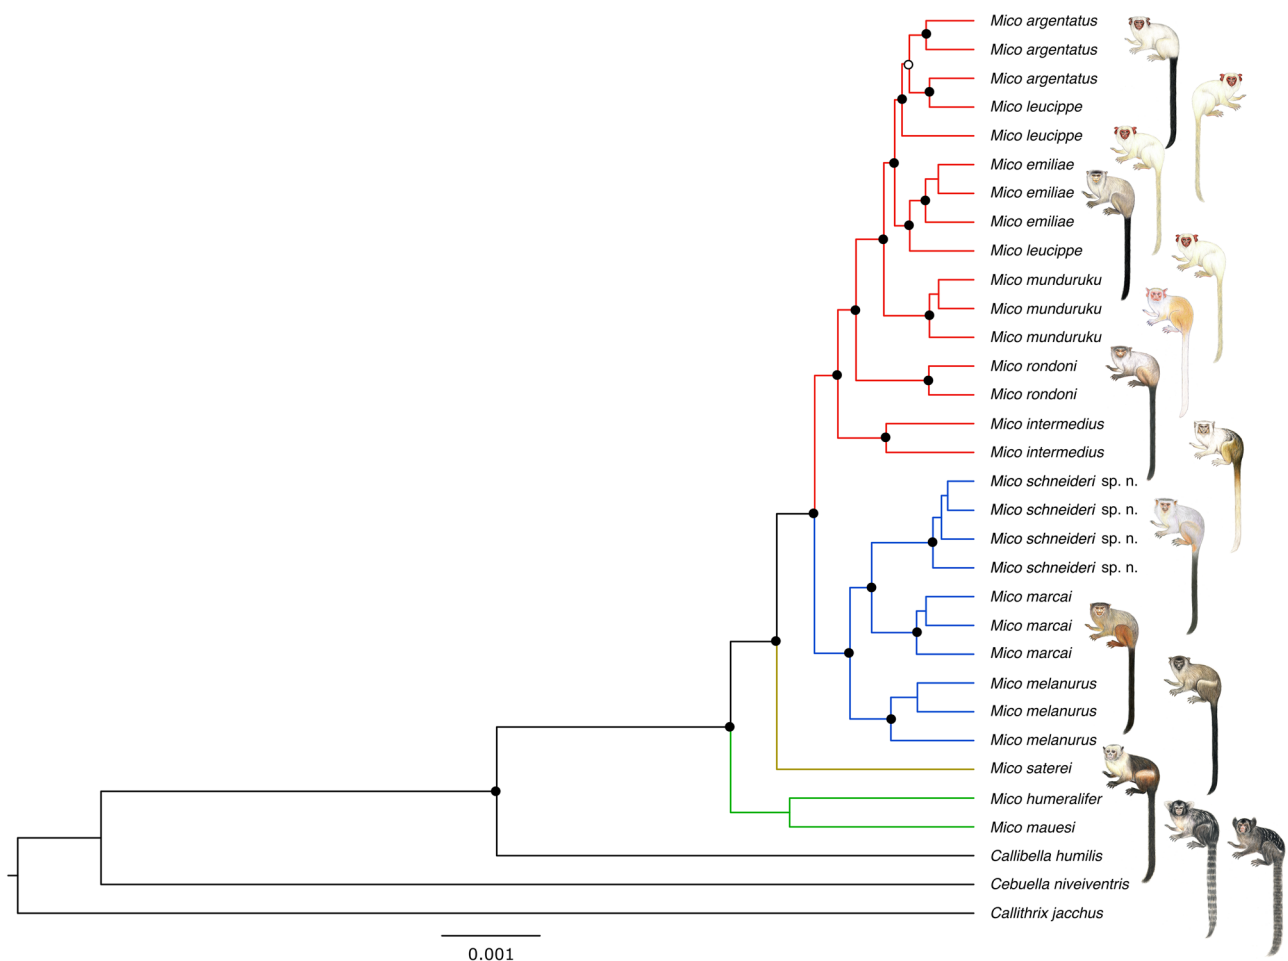 Mico argentatus
Mico argentatus
Mico argentatus
Mico leucippe
Mico leucippe
Mico emiliae
Mico emiliae
Mico emiliae
Mico leucippe
Mico munduruku
Mico munduruku
Mico munduruku
Mico rondoni
Mico rondoni
Mico intermedius
Mico intermedius
Mico schneideri sp. n.
Mico schneideri sp. n.
Mico schneideri sp. n.
Mico schneideri sp. n.
Mico marcai
Mico marcai
Mico marcai
Mico melanurus
Mico melanurus
Mico melanurus
Mico saterei
Mico humeralifer
Mico mauesi
Callibella humilis
Cebuella niveiventris
Callithrix jacchus
0.001